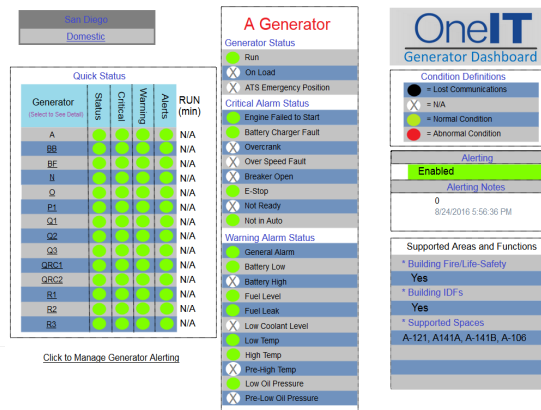 San Diego
Domestic
Quick Status
Generator
(Select to See Detail)
Status
Critical
Warning
Alerts
RUN
(min)
A N/A
BB N/A
BF N/A
N N/A
O N/A
P1 N/A
Q1 N/A
Q2 N/A
Q3 N/A
QRC1 N/A
QRC2 N/A
R1 N/A
R2 N/A
R3 N/A
Click to Manage Generator Alerting
A Generator
Generator Status
Run
X On Load
X ATS Emergency Position
Critical Alarm Status
Engine Failed to Start
Battery Charger Fault
X Overcrank
X Over Speed Fault
X Breaker Open
E-Stop
X Not Ready
Not in Auto
Warning Alarm Status
General Alarm
Battery Low
X Battery High
Fuel Level
Fuel Leak
X Low Coolant Level
Low Temp
High Temp
X Pre-High Temp
Low Oil Pressure
X Pre-Low Oil Pressure
OneIT
Generator Dashboard
Condition Definitions
= Lost Communications
X = N/A
= Normal Condition
= Abnormal Condition
Alerting
Enabled
Alerting Notes
0
8/24/2016 5:56:36 PM
Supported Areas and Functions
* Building Fire/Life-Safety
Yes
* Building IDFs
Yes
* Supported Spaces
A-121, A141A, A-141B, A-106